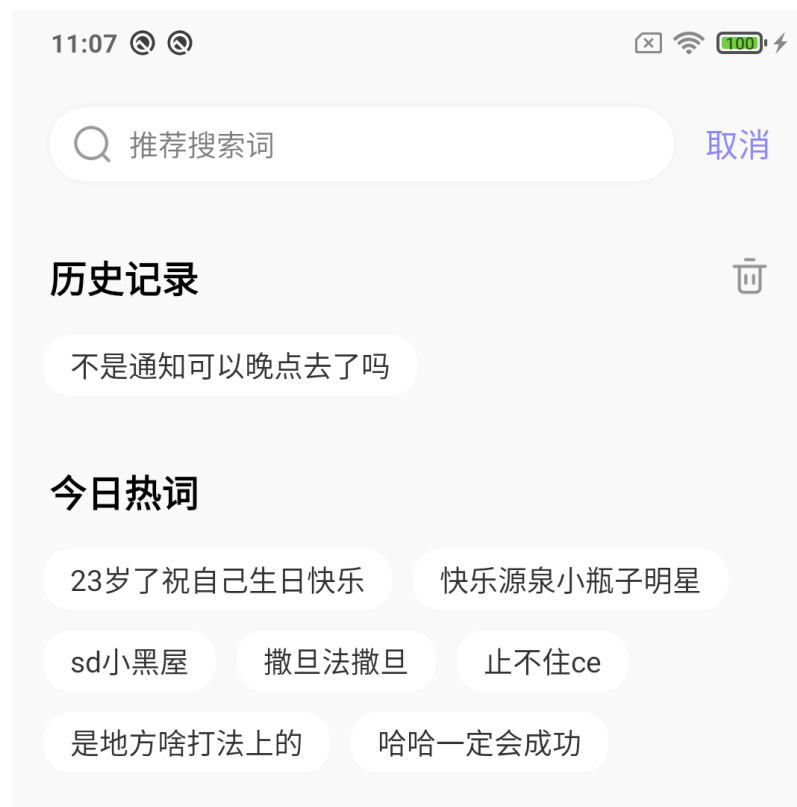 11:07 100
推荐搜索词 取消
历史记录
不是通知可以晚点去了吗
今日热词
23岁了祝自己生日快乐 快乐源泉小瓶子明星
sd小黑屋 撒旦法撒旦 止不住ce
是地方啥打法上的 哈哈一定会成功